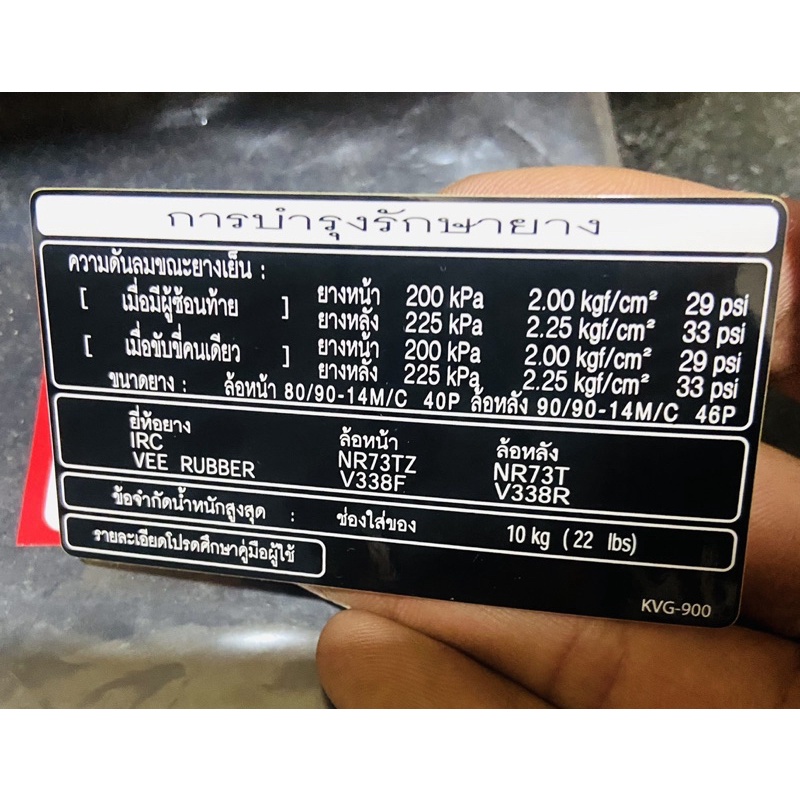 การบำรุงรักษายาง
ความดันลมขณะยางเย็น :
[ เมื่อมีผู้ซ้อนท้าย ] ยางหน้า 200 kPa 2.00 kgf/cm² 29 psi
ยางหลัง 225 kPa 2.25 kgf/cm² 33 psi
[ เมื่อขับขี่คนเดียว ] ยางหน้า 200 kPa 2.00 kgf/cm² 29 psi
ยางหลัง 225 kPa 2.25 kgf/cm² 33 psi
ขนาดยาง : ล้อหน้า 80/90-14M/C 40P ล้อหลัง 90/90-14M/C 46P
ยี่ห้อยาง ล้อหน้า ล้อหลัง
IRC NR73TZ NR73T
VEE RUBBER V338F V338R
ข้อจำกัดน้ำหนักสูงสุด : ช่องใส่ของ 10 kg (22 lbs)
รายละเอียดโปรดศึกษาคู่มือผู้ใช้
KVG-900